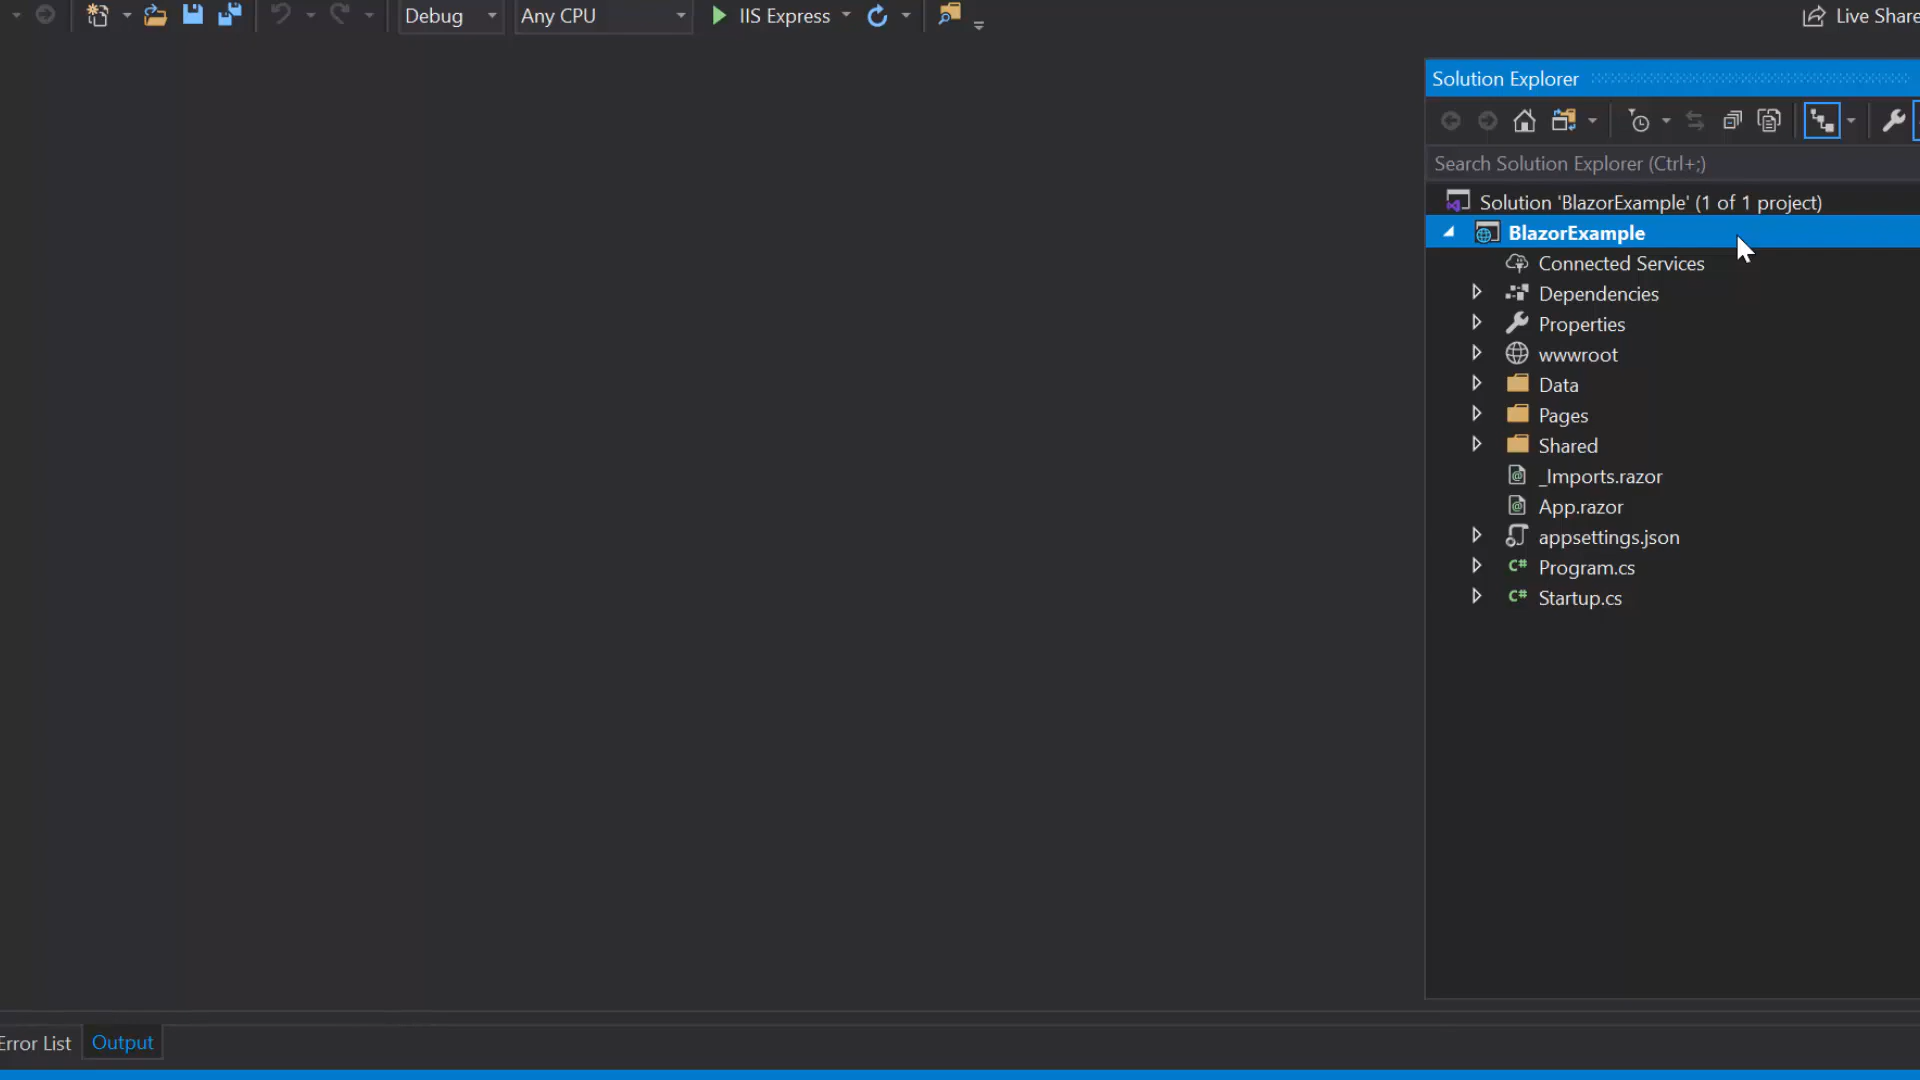 Debug
Any CPU
IIS Express
Live Share
Solution Explorer
Search Solution Explorer (Ctrl+;)
Solution 'BlazorExample' (1 of 1 project)
BlazorExample
Connected Services
Dependencies
Properties
wwwroot
Data
Pages
Shared
_Imports.razor
App.razor
appsettings.json
C# Program.cs
C# Startup.cs
Error List
Output